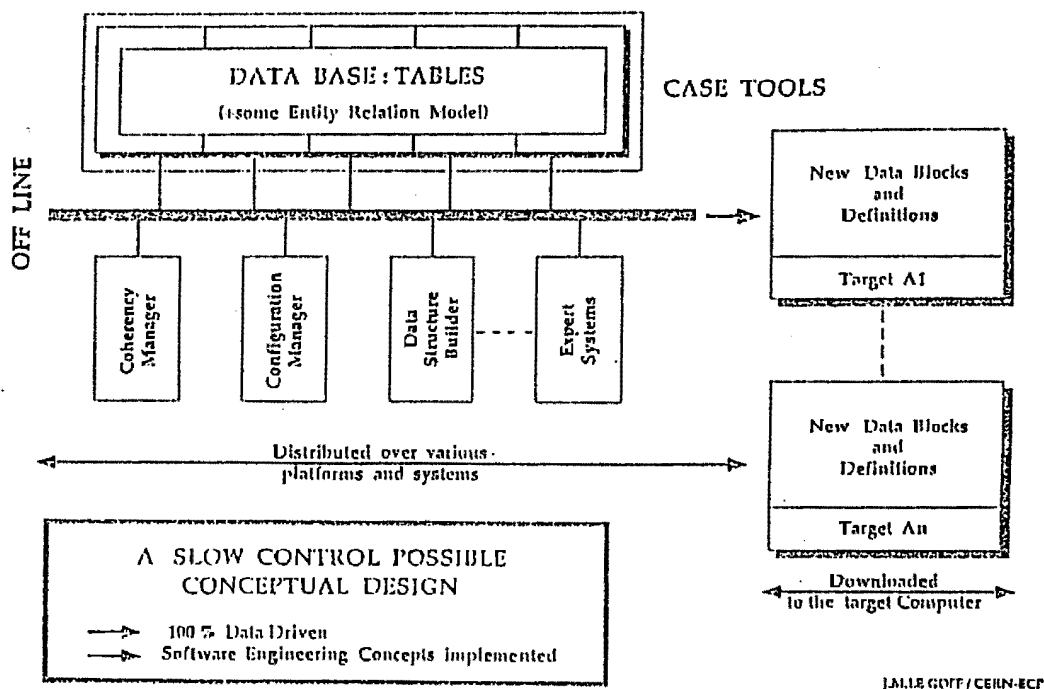 DATA BASE : TABLES
(+some Entity Relation Model)
CASE TOOLS
OFF LINE
New Data Blocks
and
Definitions
Target A1
Coherency
Manager
Configuration
Manager
Data
Structure
Builder
Expert
Systems
New Data Blocks
and
Definitions
Target An
Distributed over various
platforms and systems
A SLOW CONTROL POSSIBLE
CONCEPTUAL DESIGN
100 % Data Driven
Software Engineering Concepts implemented
Downloaded
to the target Computer
J.M.LE GOFF / CERN-ECP